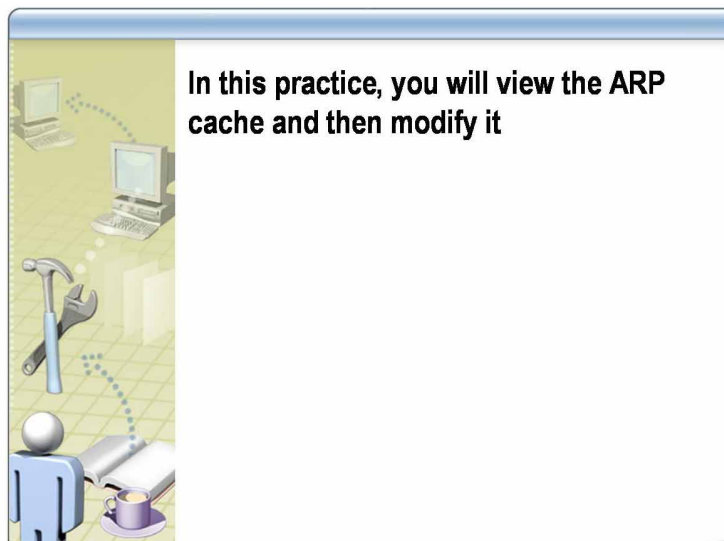 In this practice, you will view the ARP
cache and then modify it